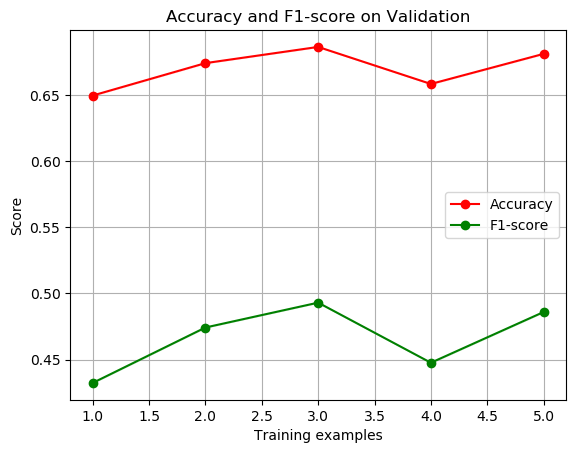 Accuracy and F1-score on Validation
Score
0.65
0.60
0.55
0.50
0.45
Accuracy
F1-score
1.0 1.5 2.0 2.5 3.0 3.5 4.0 4.5 5.0
Training examples